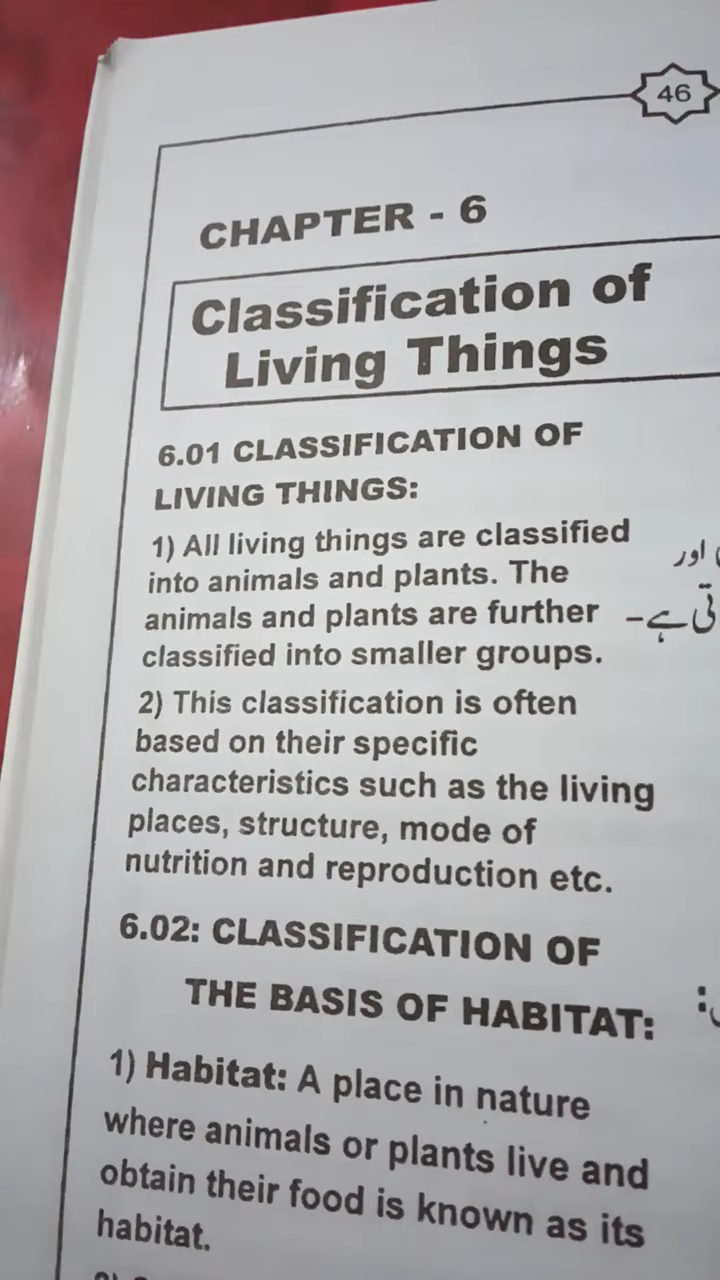 46
CHAPTER - 6
Classification of
Living Things
6.01 CLASSIFICATION OF
LIVING THINGS:
1) All living things are classified
into animals and plants. The
animals and plants are further
classified into smaller groups.
2) This classification is often
based on their specific
characteristics such as the living
places, structure, mode of
nutrition and reproduction etc.
6.02: CLASSIFICATION OF
THE BASIS OF HABITAT:
1) Habitat: A place in nature
where animals or plants live and
obtain their food is known as its
habitat.
اور
ہے-